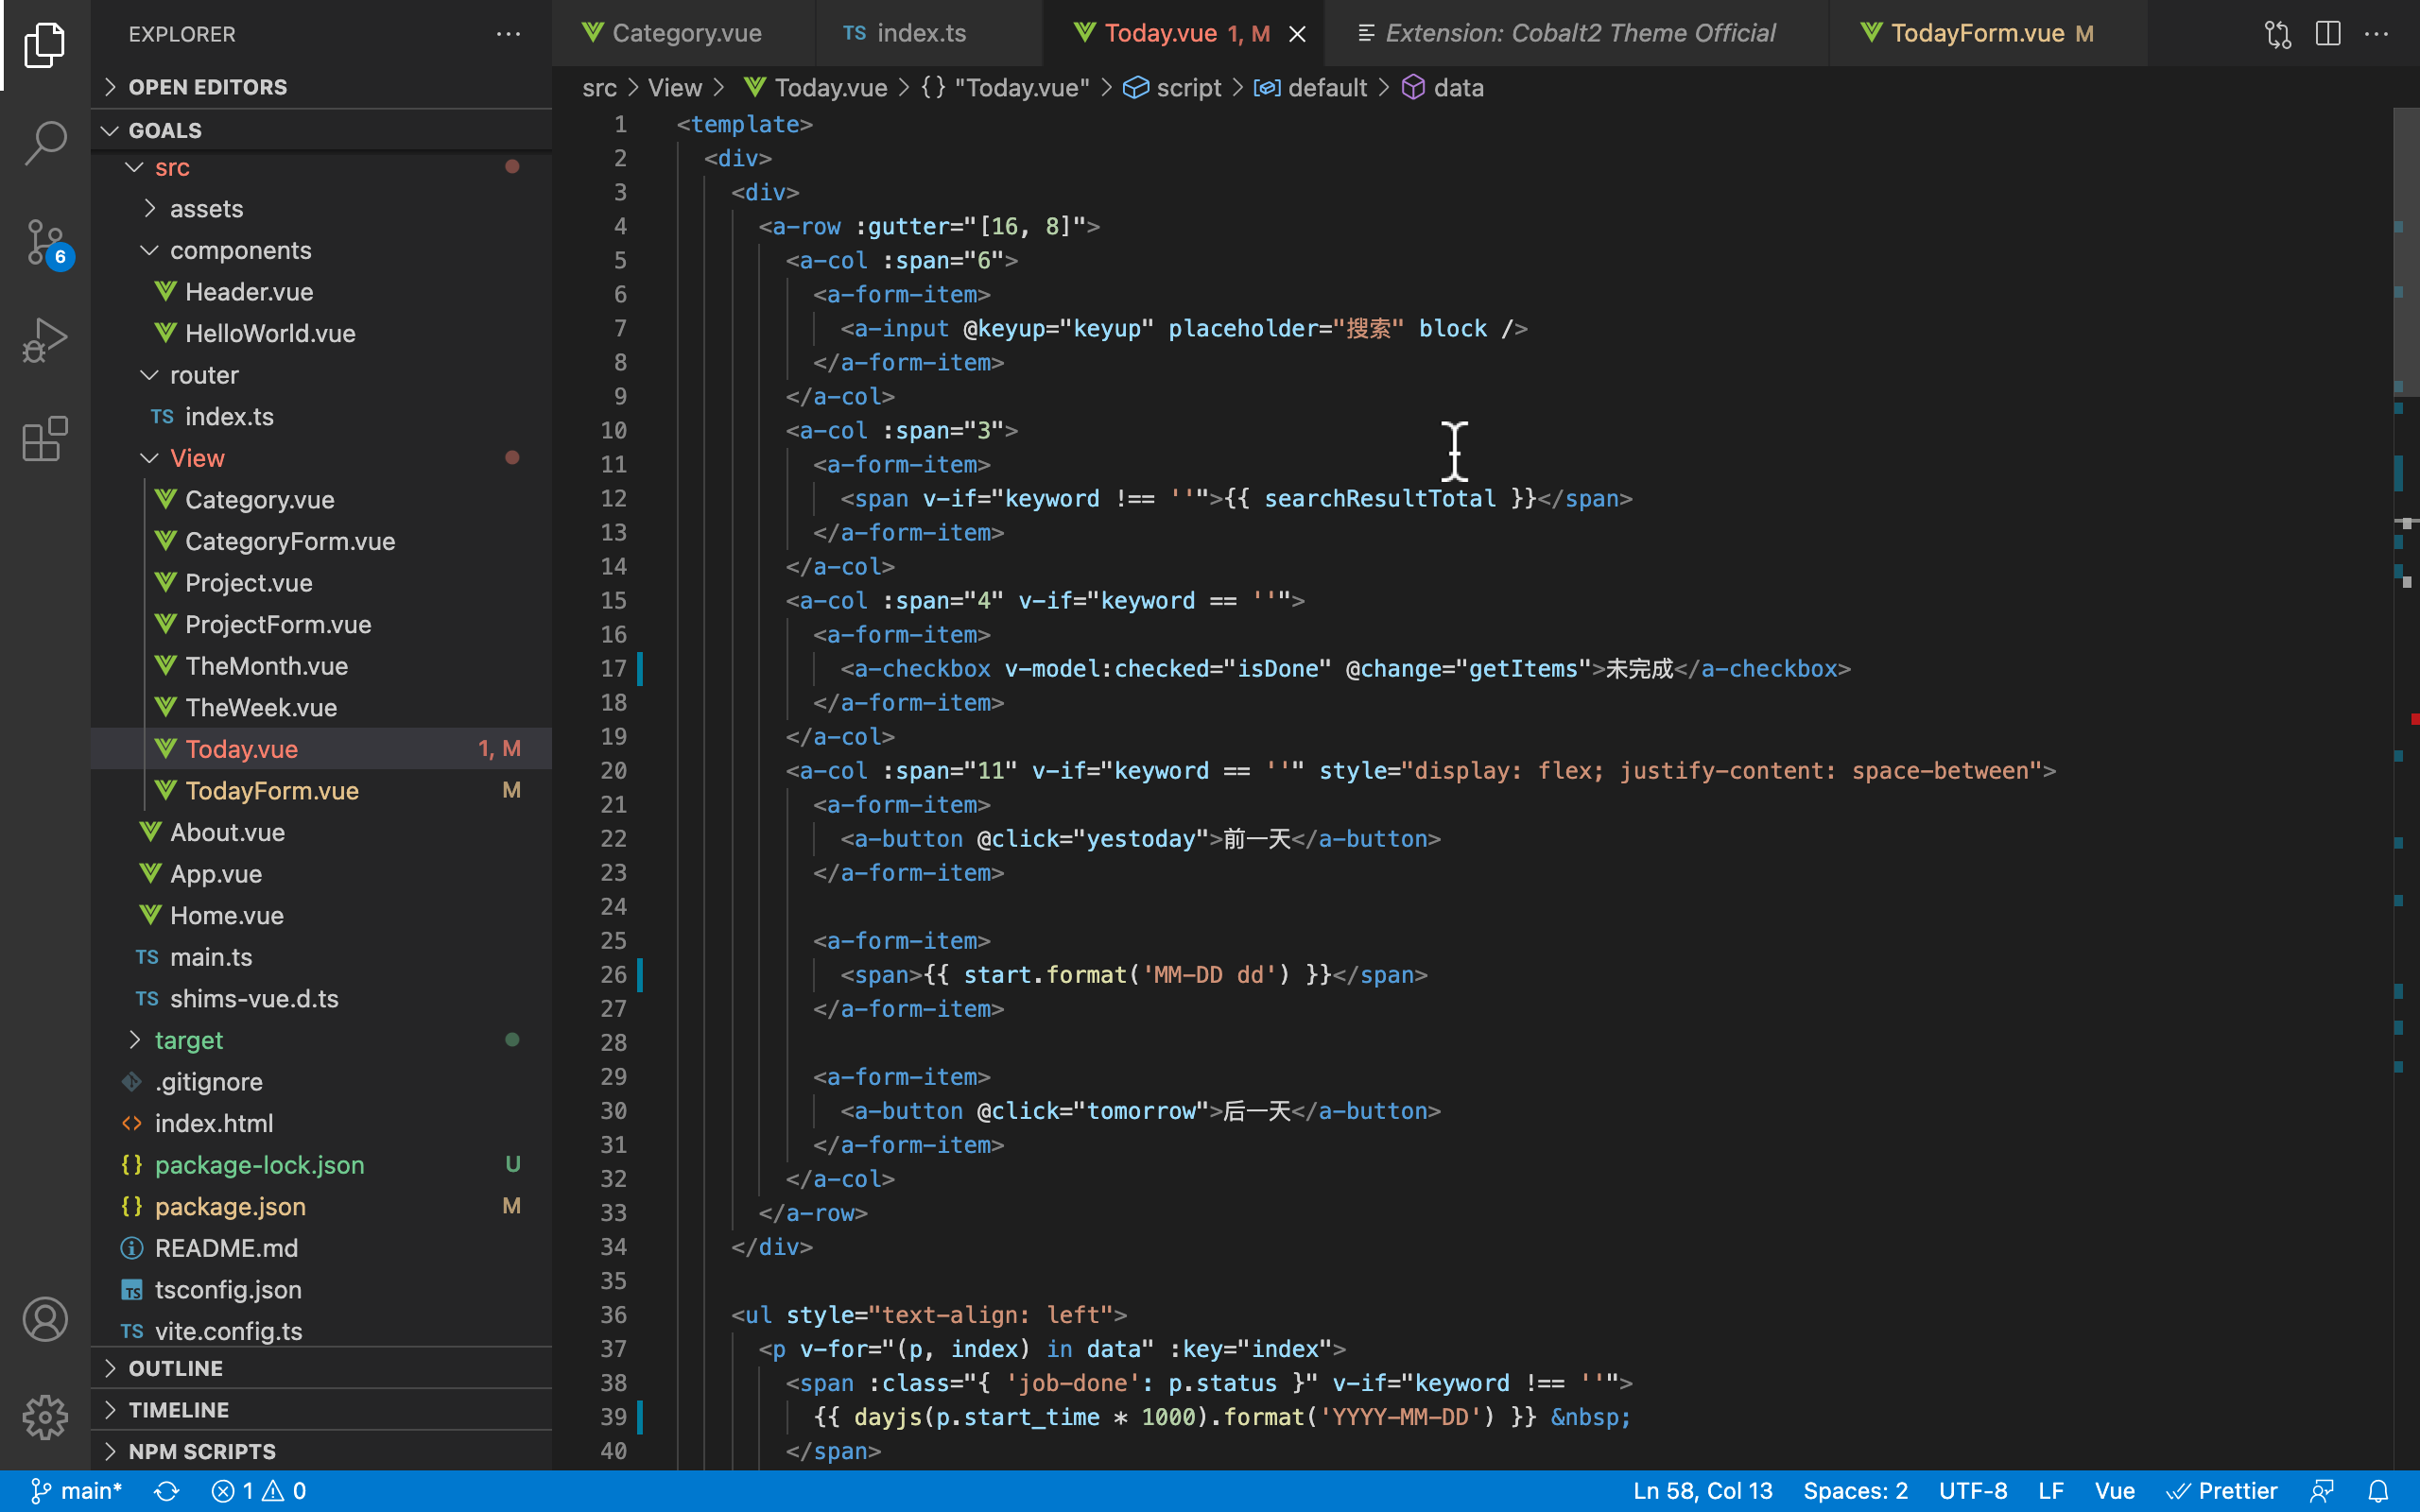 EXPLORER
OPEN EDITORS
GOALS
src
assets
components
Header.vue
HelloWorld.vue
router
TS index.ts
View
Category.vue
CategoryForm.vue
Project.vue
ProjectForm.vue
TheMonth.vue
TheWeek.vue
Today.vue 1, M
TodayForm.vue M
About.vue
App.vue
Home.vue
TS main.ts
TS shims-vue.d.ts
target
.gitignore
index.html
{} package-lock.json U
{} package.json M
README.md
TS tsconfig.json
TS vite.config.ts
OUTLINE
TIMELINE
NPM SCRIPTS
6
Category.vue
TS index.ts
Today.vue 1, M
Extension: Cobalt2 Theme Official
TodayForm.vue M
src > View > Today.vue > {} "Today.vue" > script > default > data
1 <template>
2 <div>
3 <div>
4 <a-row :gutter="[16, 8]">
5 <a-col :span="6">
6 <a-form-item>
7 <a-input @keyup="keyup" placeholder="搜索" block />
8 </a-form-item>
9 </a-col>
10 <a-col :span="3">
11 <a-form-item>
12 <span v-if="keyword !== ''">{{ searchResultTotal }}</span>
13 </a-form-item>
14 </a-col>
15 <a-col :span="4" v-if="keyword == ''">
16 <a-form-item>
17 <a-checkbox v-model:checked="isDone" @change="getItems">未完成</a-checkbox>
18 </a-form-item>
19 </a-col>
20 <a-col :span="11" v-if="keyword == ''" style="display: flex; justify-content: space-between">
21 <a-form-item>
22 <a-button @click="yestoday">前一天</a-button>
23 </a-form-item>
24
25 <a-form-item>
26 <span>{{ start.format('MM-DD dd') }}</span>
27 </a-form-item>
28
29 <a-form-item>
30 <a-button @click="tomorrow">后一天</a-button>
31 </a-form-item>
32 </a-col>
33 </a-row>
34 </div>
35
36 <ul style="text-align: left">
37 <p v-for="(p, index) in data" :key="index">
38 <span :class="{ 'job-done': p.status }" v-if="keyword !== ''">
39 {{ dayjs(p.start_time * 1000).format('YYYY-MM-DD') }} &nbsp;
40 </span>
main* 1 0
Ln 58, Col 13 Spaces: 2 UTF-8 LF Vue Prettier